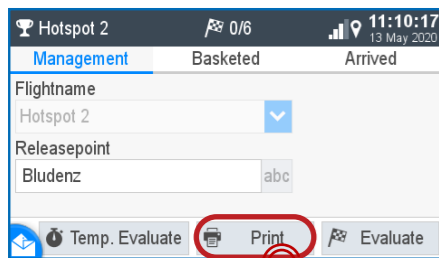 Hotspot 2
0/6
11:10:17
13 May 2020
Management
Basketed
Arrived
Flightname
Hotspot 2
Releasepoint
Bludenz
abc
Temp. Evaluate
Print
Evaluate